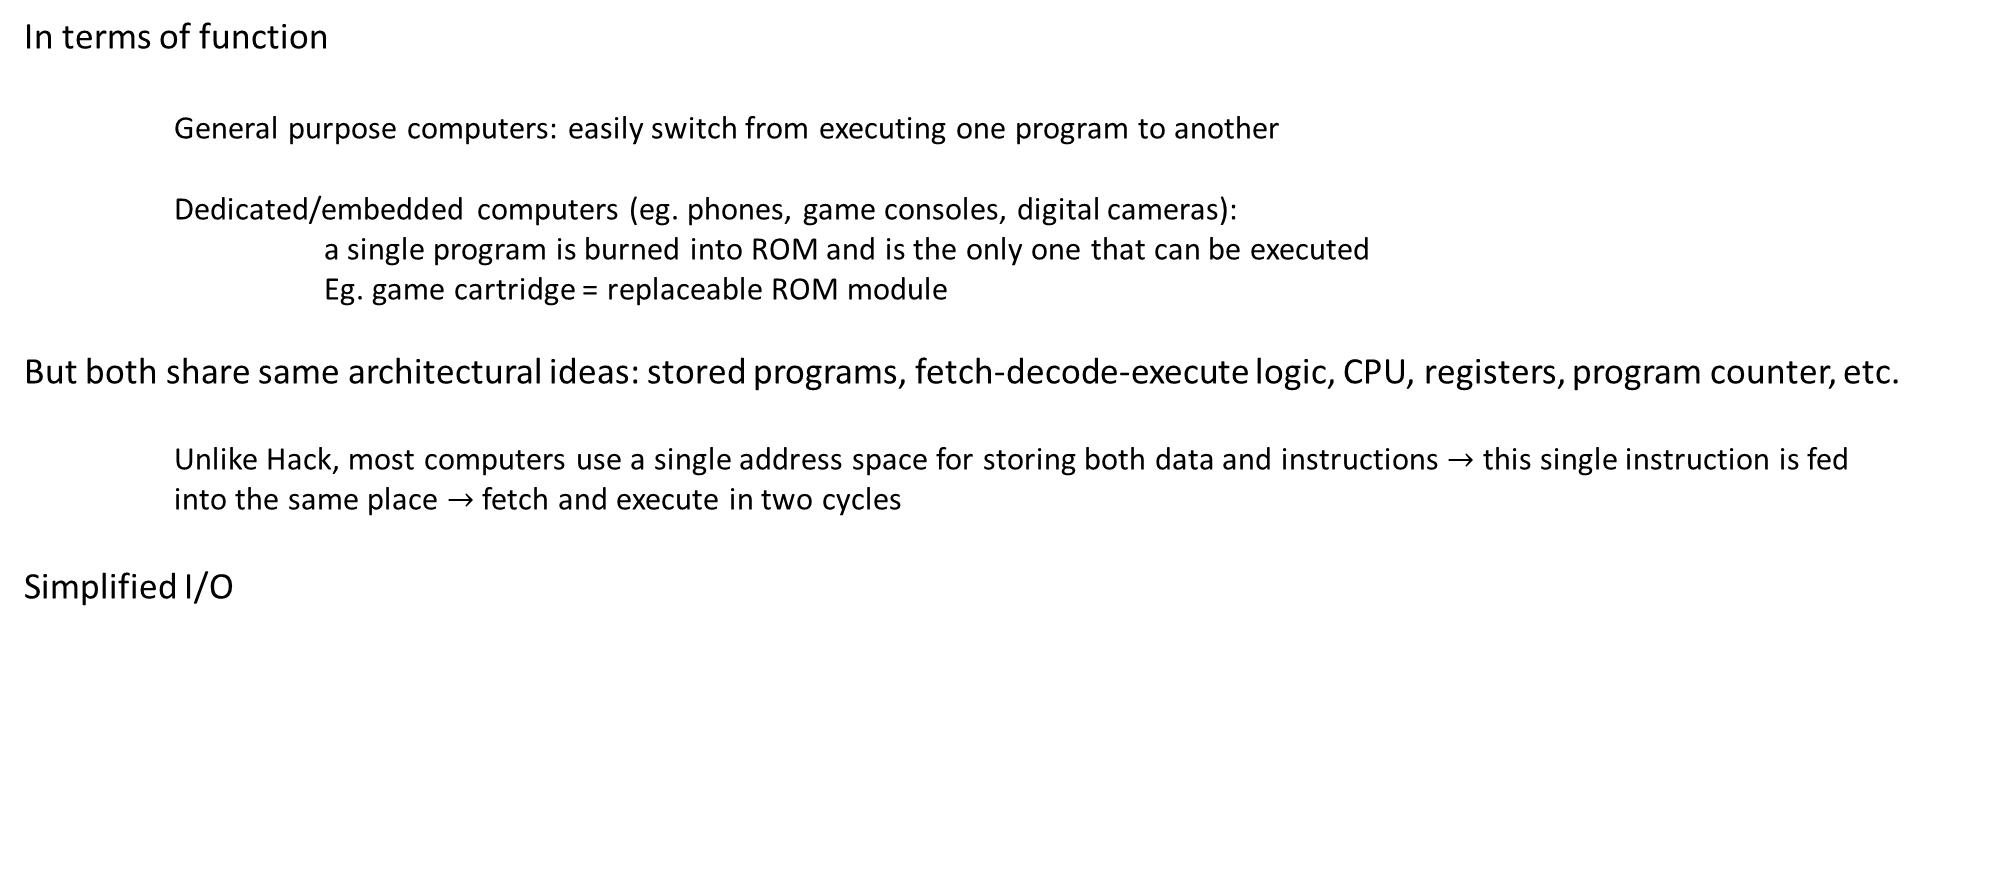 In terms of function
General purpose computers: easily switch from executing one program to another
Dedicated/embedded computers (eg. phones, game consoles, digital cameras):
a single program is burned into ROM and is the only one that can be executed
Eg. game cartridge = replaceable ROM module
But both share same architectural ideas: stored programs, fetch-decode-execute logic, CPU, registers, program counter, etc.
Unlike Hack, most computers use a single address space for storing both data and instructions → this single instruction is fed
into the same place → fetch and execute in two cycles
Simplified I/O